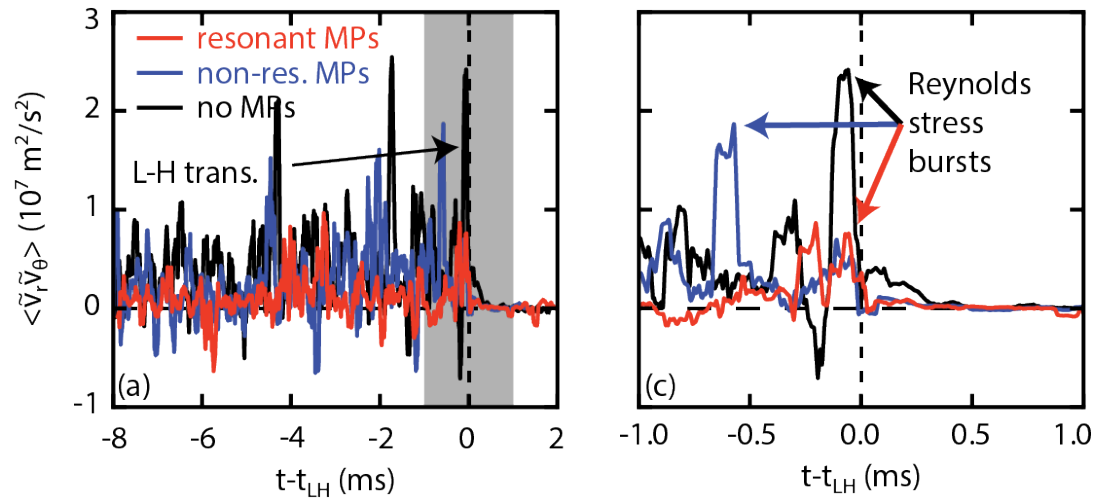 3
2
1
0
-1
<ṽrṽθ> (10⁷ m²/s²)
resonant MPs
non-res. MPs
no MPs
L-H trans.
(a)
-8
-6
-4
-2
0
2
t-tLH (ms)
Reynolds
stress
bursts
(c)
-1.0
-0.5
0.0
0.5
1.0
t-tLH (ms)